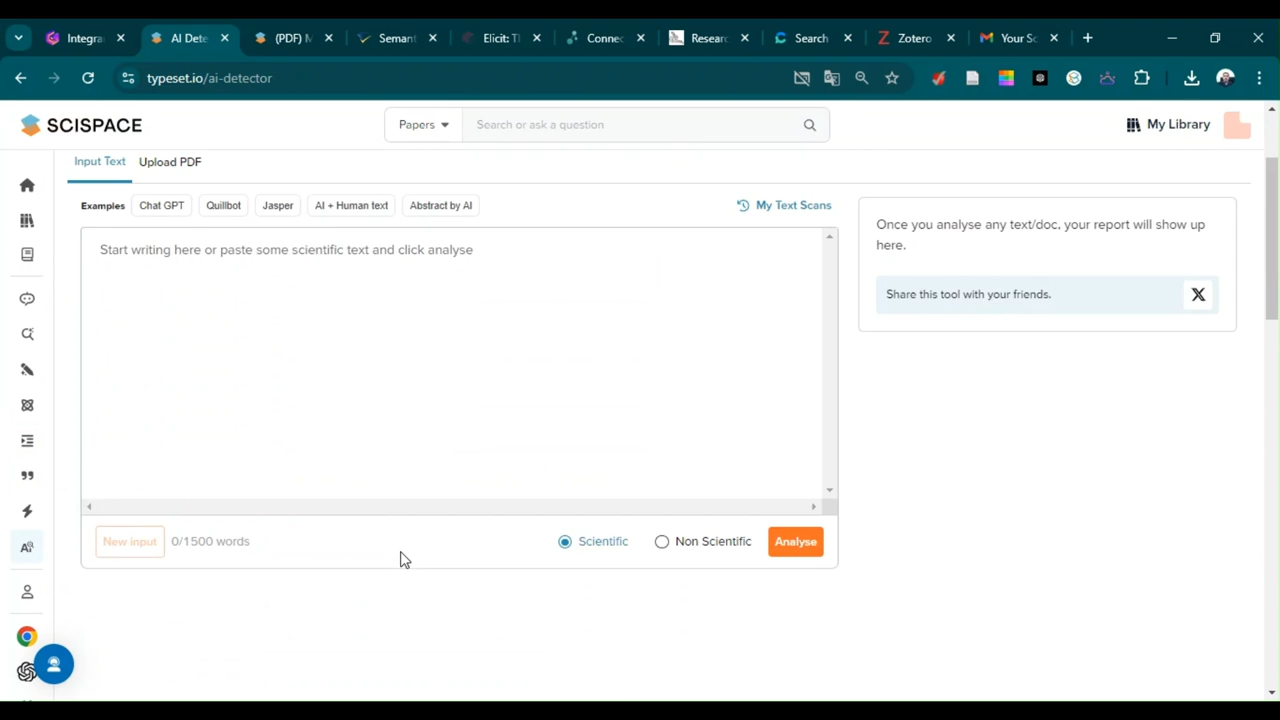 Integra
AI Dete
(PDF) M
Semant
Elicit: Tl
Connec
Researc
Search
Zotero
Your Sc
typeset.io/ai-detector
SCISPACE
Papers
Search or ask a question
My Library
Input Text
Upload PDF
Examples
Chat GPT
Quillbot
Jasper
AI + Human text
Abstract by AI
My Text Scans
Start writing here or paste some scientific text and click analyse
Once you analyse any text/doc, your report will show up
here.
Share this tool with your friends.
New input
0/1500 words
Scientific
Non Scientific
Analyse